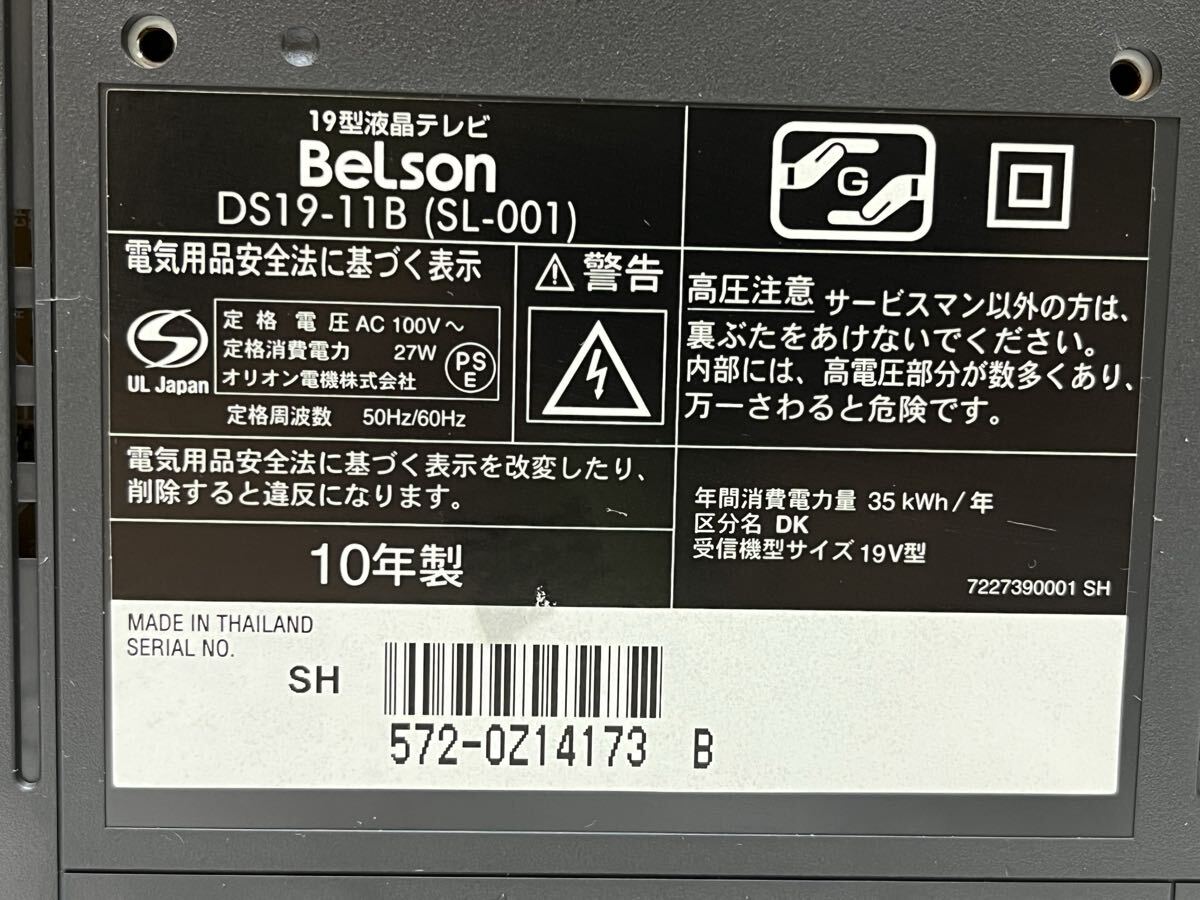 19型液晶テレビ
BeLson
DS19-11B (SL-001)
G
電気用品安全法に基づく表示
UL Japan
定格電圧 AC 100V～
定格消費電力 27W
オリオン電機株式会社
PS
E
定格周波数 50Hz/60Hz
⚠警告
高圧注意 サービスマン以外の方は、
裏ぶたをあけないでください。
内部には、高電圧部分が数多くあり、
万一さわると危険です。
電気用品安全法に基づく表示を改変したり、
削除すると違反になります。
10年製
年間消費電力量 35 kWh/年
区分名 DK
受信機型サイズ 19V型
7227390001 SH
MADE IN THAILAND
SERIAL NO.
SH
572-0Z14173 B